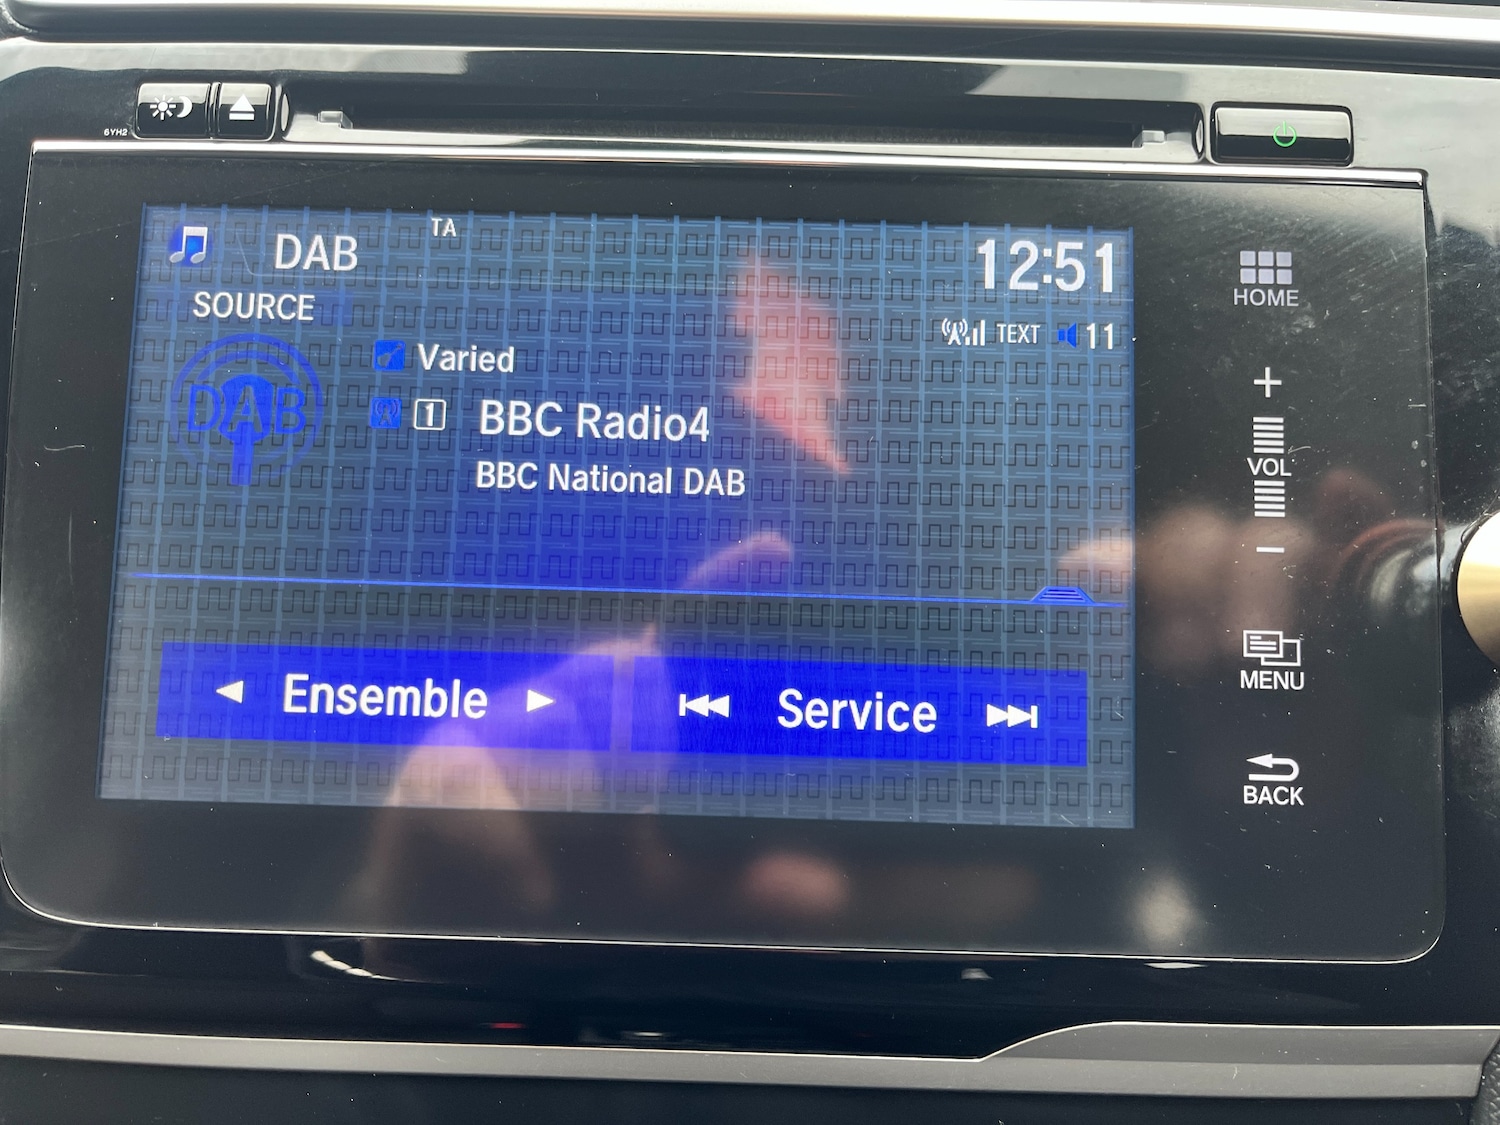 6YH2
DAB
TA
12:51
SOURCE
TEXT 11
Varied
DAB
1 BBC Radio4
BBC National DAB
Ensemble
Service
HOME
+
VOL
−
MENU
BACK